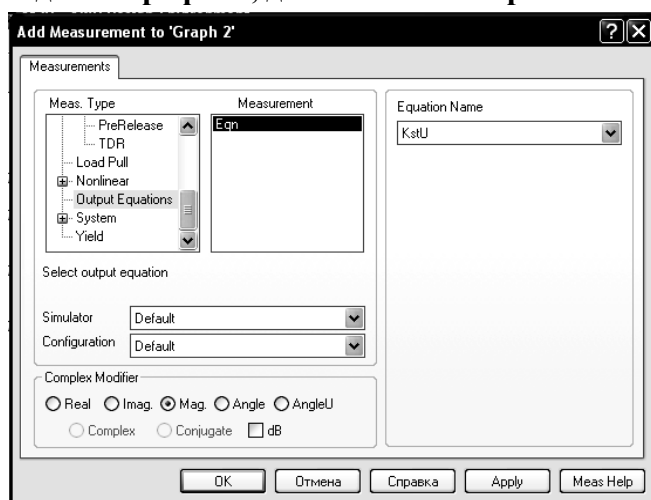 Add Measurement to 'Graph 2'
Measurements
Meas. Type
Measurement
PreRelease
TDR
Load Pull
Nonlinear
Output Equations
System
Yield
Eqn
Equation Name
KstU
Select output equation
Simulator
Default
Configuration
Default
Complex Modifier
Real
Imag.
Mag.
Angle
AngleU
Complex
Conjugate
dB
OK
Отмена
Справка
Apply
Meas Help